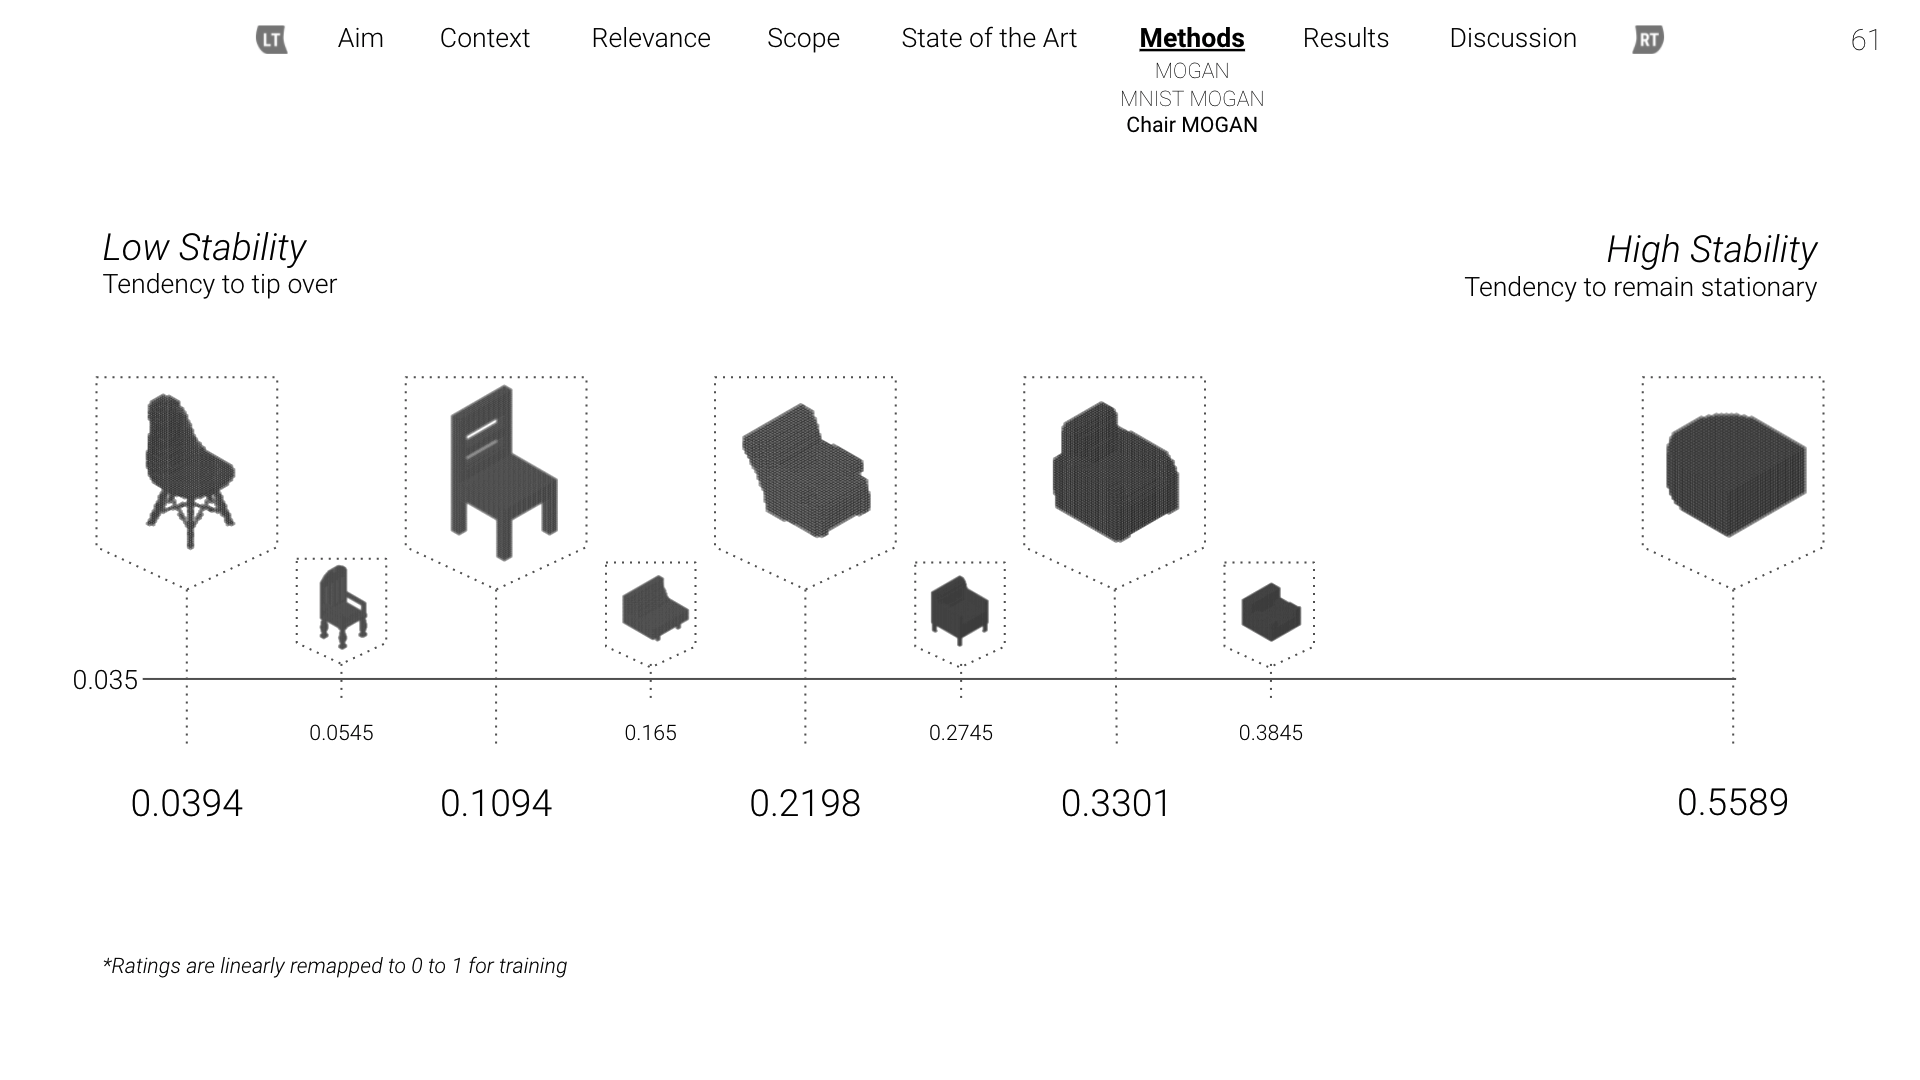 LT Aim Context Relevance Scope State of the Art Methods Results Discussion RT 61
MOGAN
MNIST MOGAN
Chair MOGAN
Low Stability
Tendency to tip over
High Stability
Tendency to remain stationary
0.035
0.0545 0.165 0.2745 0.3845
0.0394 0.1094 0.2198 0.3301 0.5589
*Ratings are linearly remapped to 0 to 1 for training